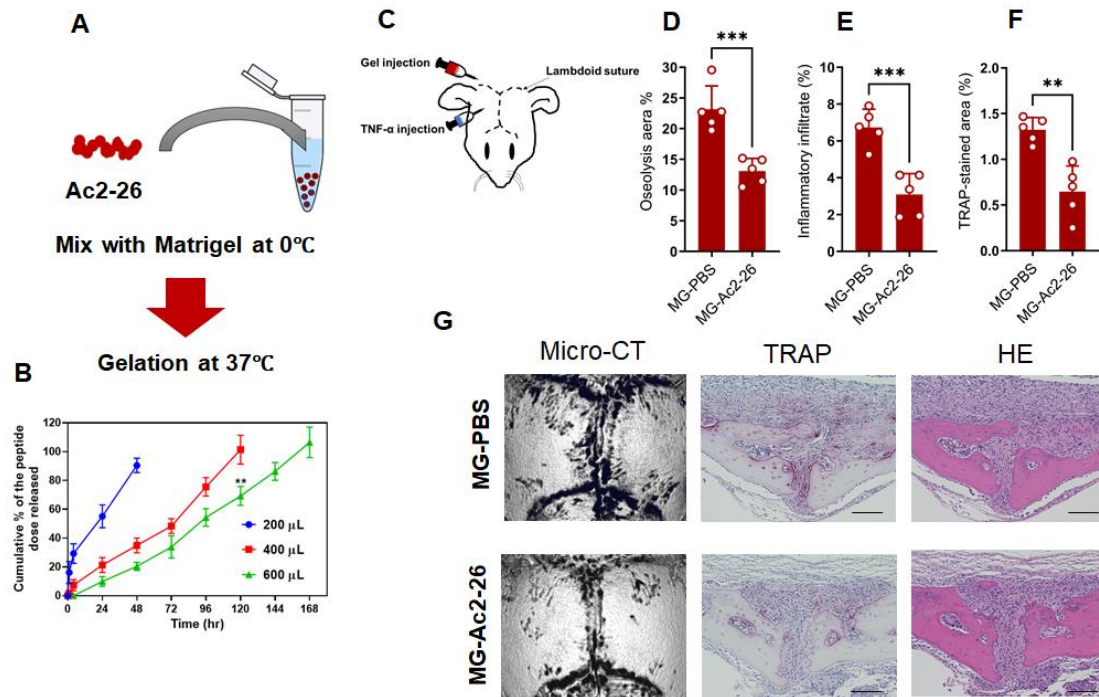 A
Ac2-26
Mix with Matrigel at 0℃
Gelation at 37℃
B
Cumulative % of the peptide
dose released
120
100
80
60
40
20
0
0 24 48 72 96 120 144 168
Time (hr)
**
200 μL
400 μL
600 μL
C
Gel injection
Lambdoid suture
TNF-α injection
D
***
Oseolysis aera %
30
25
20
15
10
5
0
MG-PBS
MG-Ac2-26
E
***
Inflammatory infiltrate (%)
10
8
6
4
2
0
MG-PBS
MG-Ac2-26
F
**
TRAP-stained area (%)
2.0
1.5
1.0
0.5
0.0
MG-PBS
MG-Ac2-26
G
Micro-CT TRAP HE
MG-PBS
MG-Ac2-26